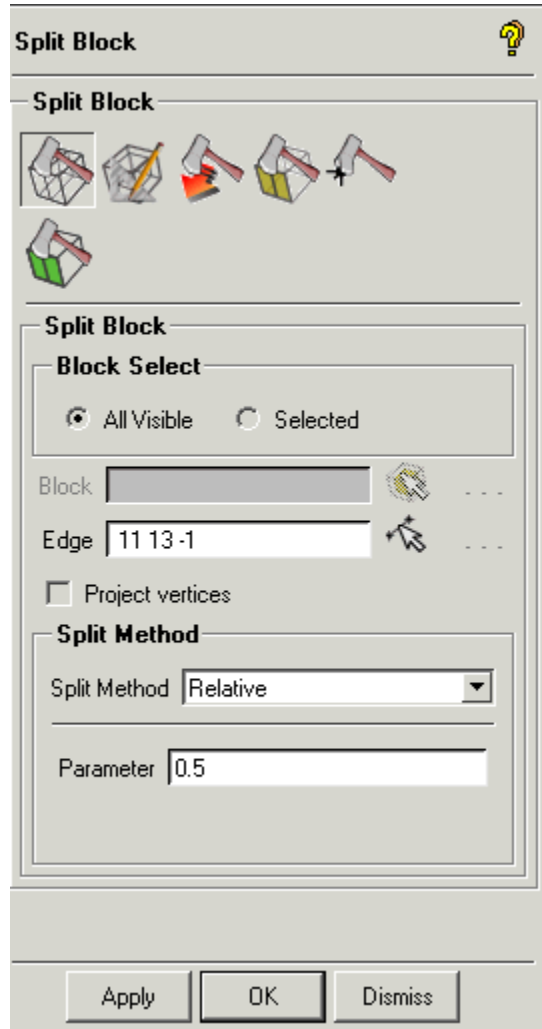 Split Block
Split Block
Split Block
Block Select
All Visible Selected
Block . . .
Edge 11 13 -1 . . .
Project vertices
Split Method
Split Method Relative
Parameter 0.5
Apply OK Dismiss